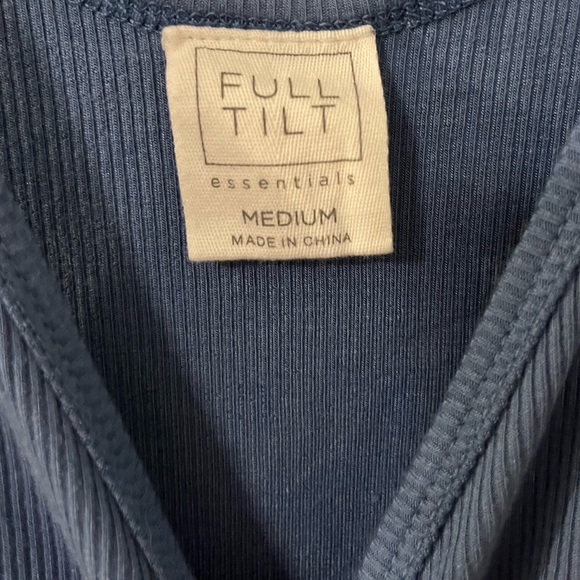 FULL
TILT
essentials
MEDIUM
MADE IN CHINA